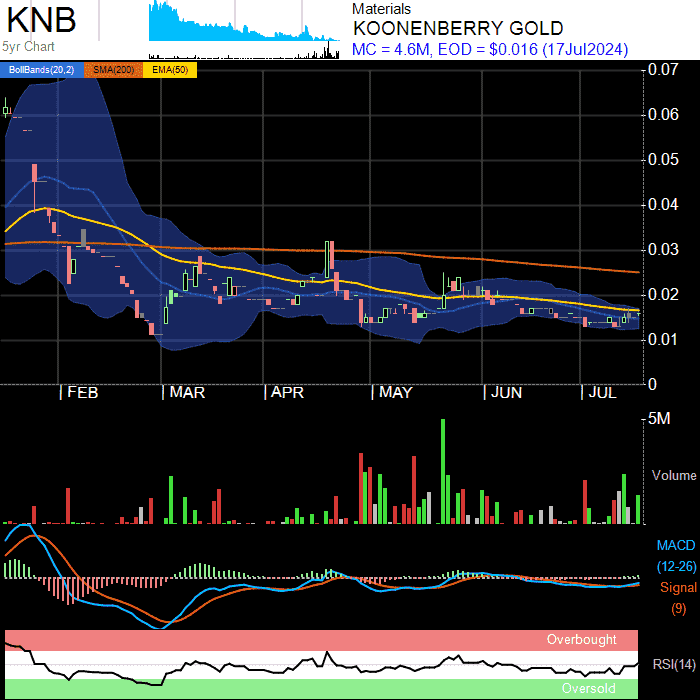 KNB
5yr Chart
Materials
KOONENBERRY GOLD
MC = 4.6M, EOD = $0.016 (17Jul2024)
BollBands(20,2) SMA(200) EMA(50)
0.07
0.06
0.05
0.04
0.03
0.02
0.01
0
FEB MAR APR MAY JUN JUL
5M
Volume
MACD
(12-26)
Signal
(9)
Overbought
RSI(14)
Oversold